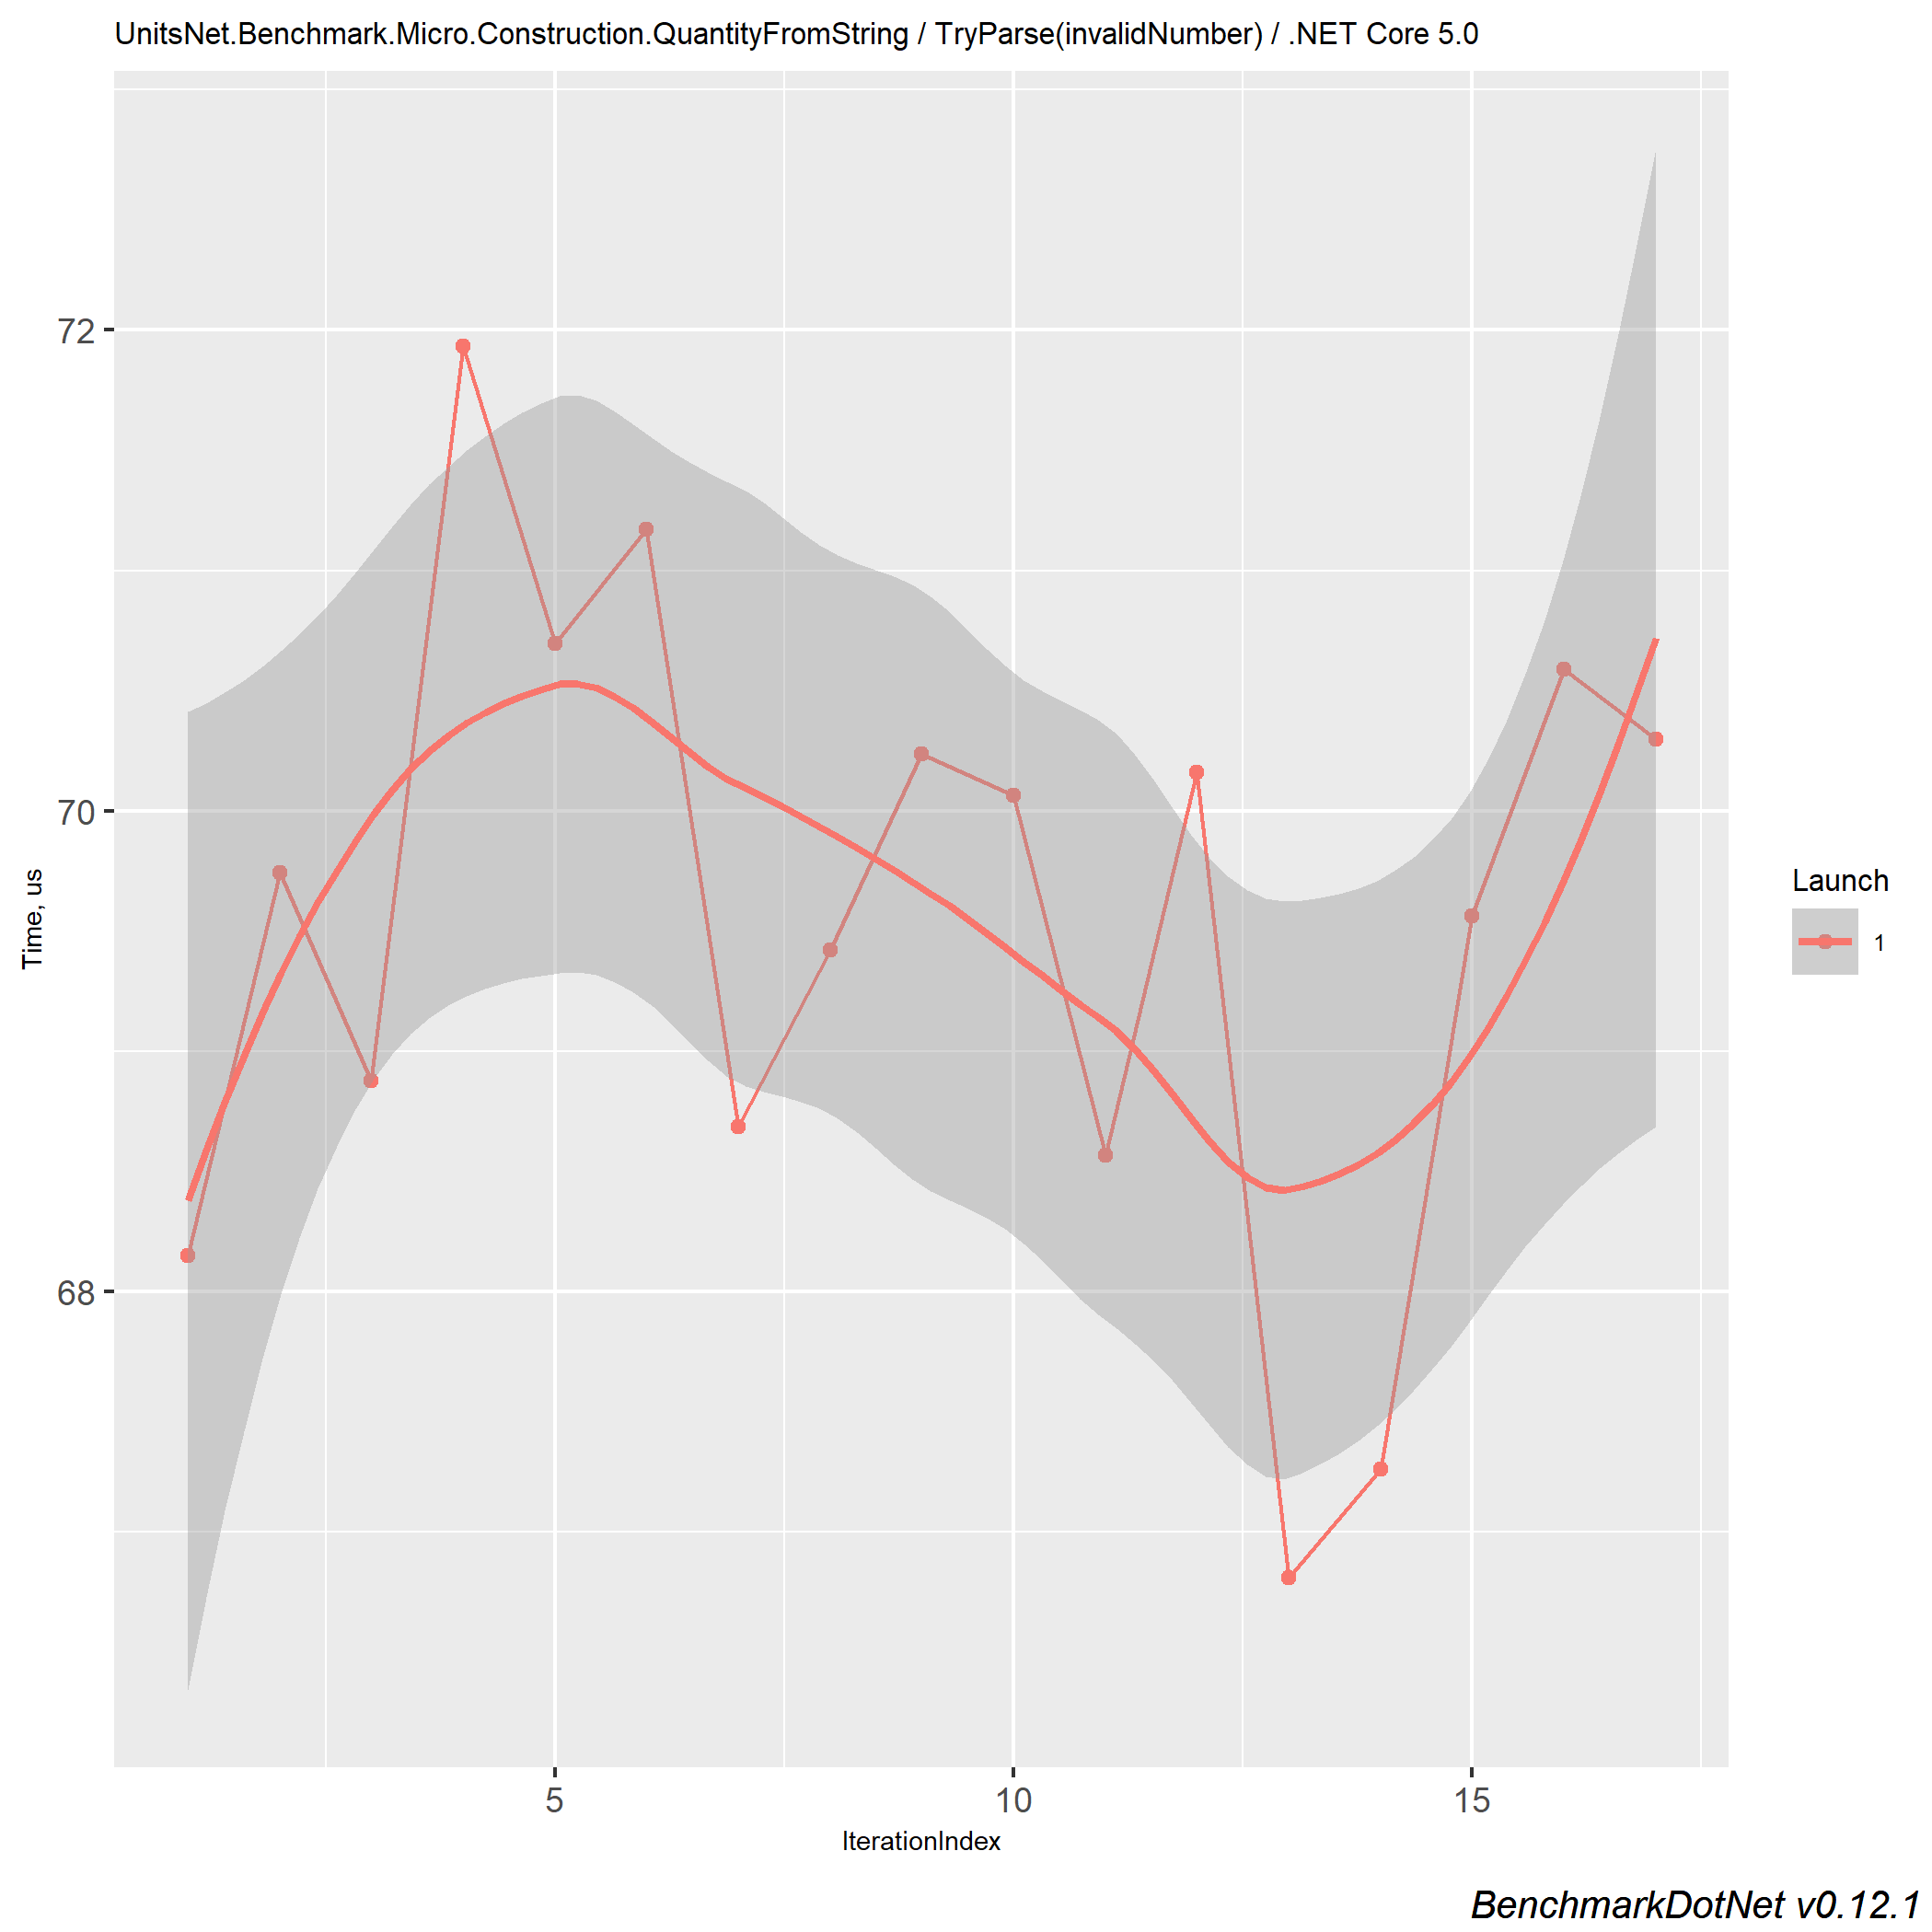 UnitsNet.Benchmark.Micro.Construction.QuantityFromString / TryParse(invalidNumber) / .NET Core 5.0
72
70
68
Time, us
5
10
15
IterationIndex
Launch
1
BenchmarkDotNet v0.12.1